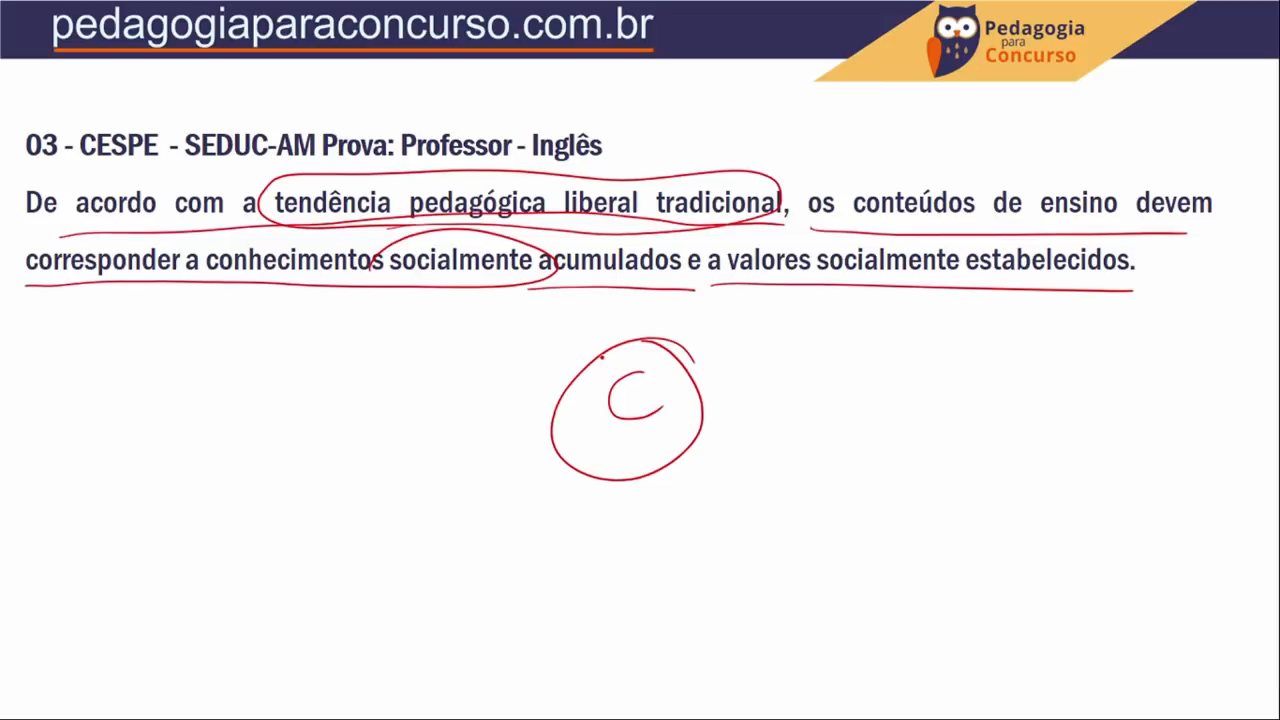 pedagogiaparaconcurso.com.br
Pedagogia
para
Concurso
03 - CESPE - SEDUC-AM Prova: Professor - Inglês
De acordo com a tendência pedagógica liberal tradicional, os conteúdos de ensino devem
corresponder a conhecimentos socialmente acumulados e a valores socialmente estabelecidos.
C